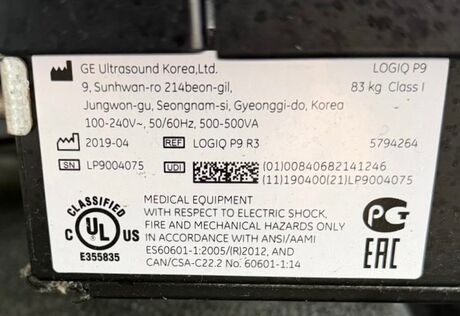 GE Ultrasound Korea,Ltd. LOGIQ P9
9, Sunhwan-ro 214beon-gil, 83 kg Class I
Jungwon-gu, Seongnam-si, Gyeonggi-do, Korea
100-240V~, 50/60Hz, 500-500VA
2019-04 REF LOGIQ P9 R3 5794264
SN LP9004075 UDI (01)00840682141246
(11)190400(21)LP9004075
CLASSIFIED
C UL US
E355835
MEDICAL EQUIPMENT
WITH RESPECT TO ELECTRIC SHOCK,
FIRE AND MECHANICAL HAZARDS ONLY
IN ACCORDANCE WITH ANSI/AAMI
ES60601-1:2005/(R)2012, AND
CAN/CSA-C22.2 No. 60601-1:14
PG
EAC